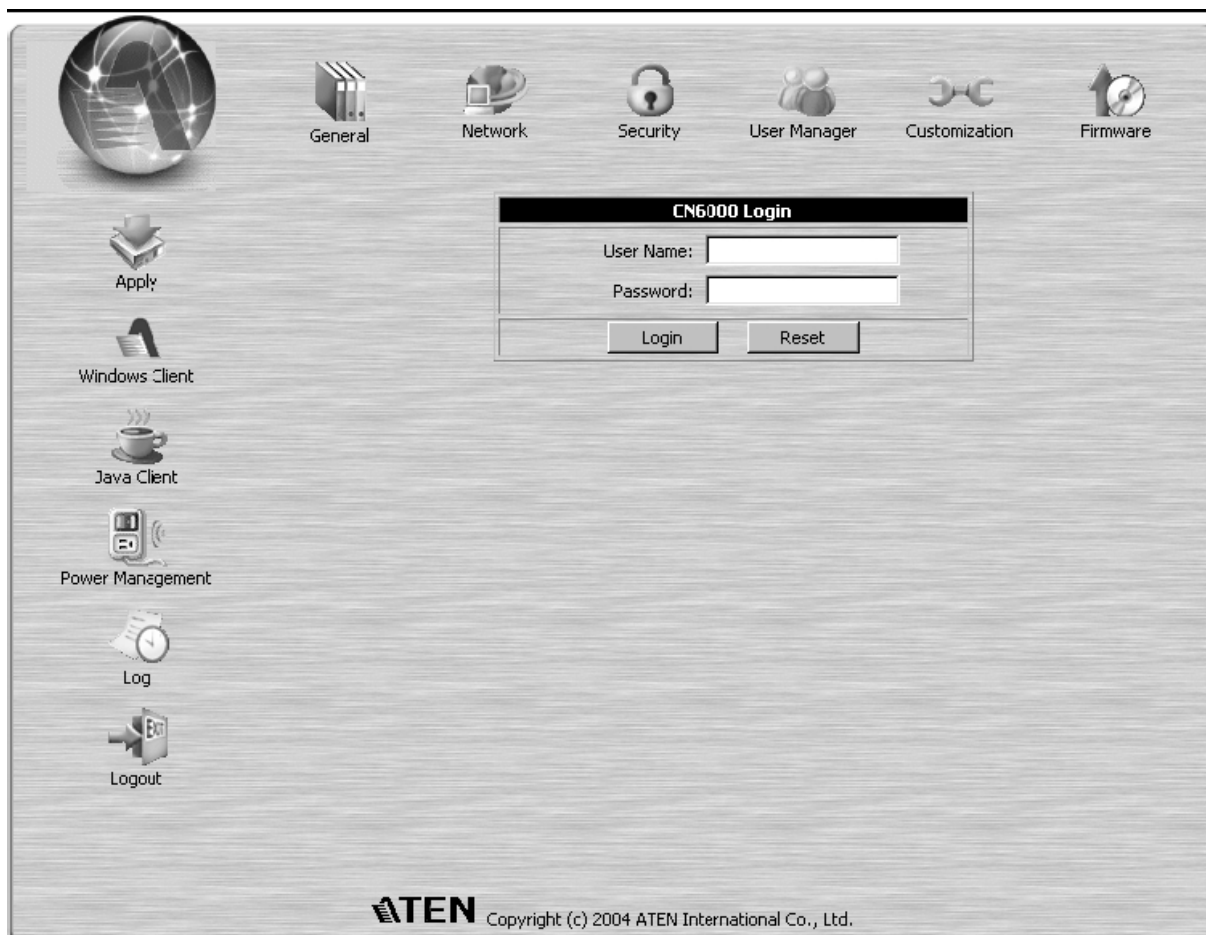 General Network Security User Manager Customization Firmware
CN6000 Login
User Name:
Password:
Login Reset
Apply
Windows Client
Java Client
Power Management
Log
EXIT
Logout
ATEN Copyright (c) 2004 ATEN International Co., Ltd.